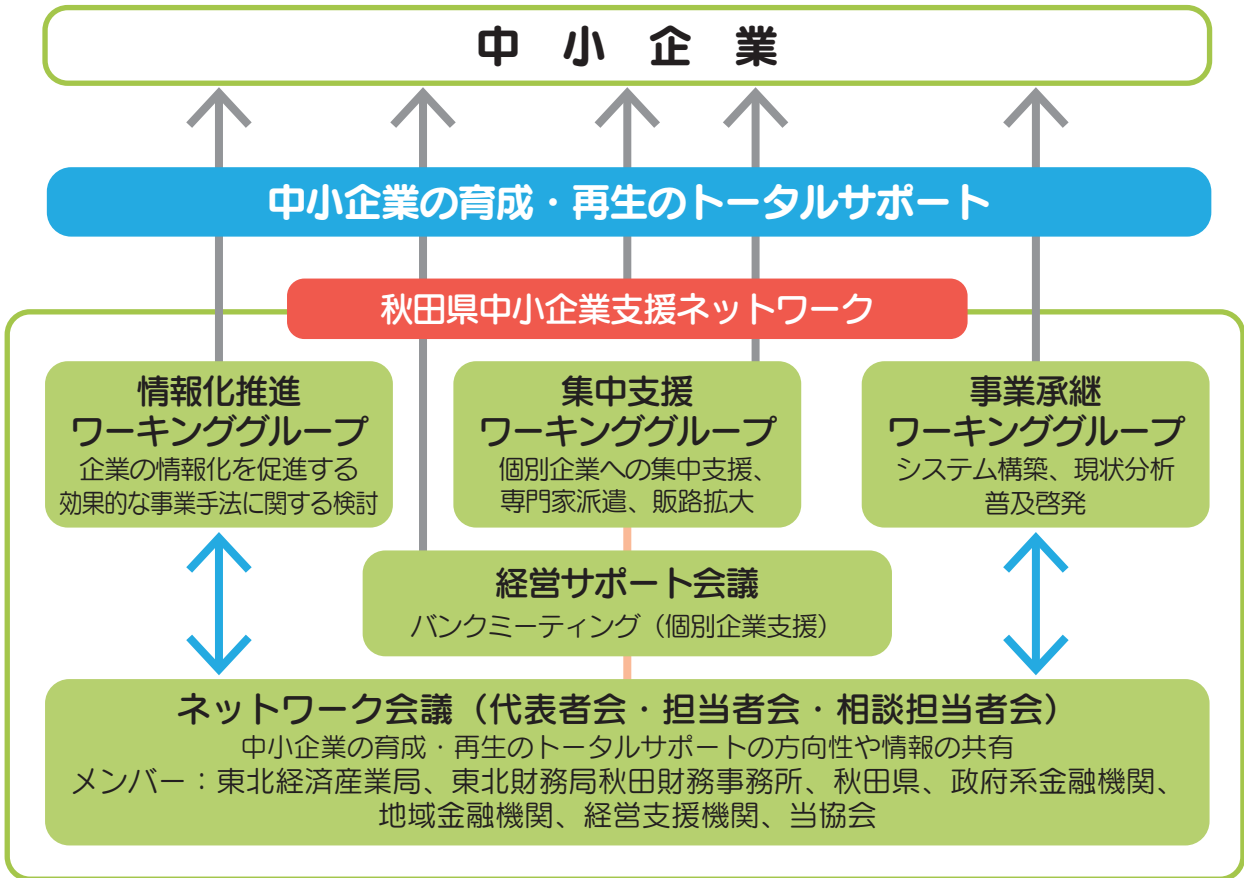 中小企業
中小企業の育成・再生のトータルサポート
秋田県中小企業支援ネットワーク
情報化推進
ワーキンググループ
企業の情報化を促進する
効果的な事業手法に関する検討
集中支援
ワーキンググループ
個別企業への集中支援、
専門家派遣、販路拡大
事業承継
ワーキンググループ
システム構築、現状分析
普及啓発
経営サポート会議
バンクミーティング（個別企業支援）
ネットワーク会議（代表者会・担当者会・相談担当者会）
中小企業の育成・再生のトータルサポートの方向性や情報の共有
メンバー：東北経済産業局、東北財務局秋田財務事務所、秋田県、政府系金融機関、
地域金融機関、経営支援機関、当協会